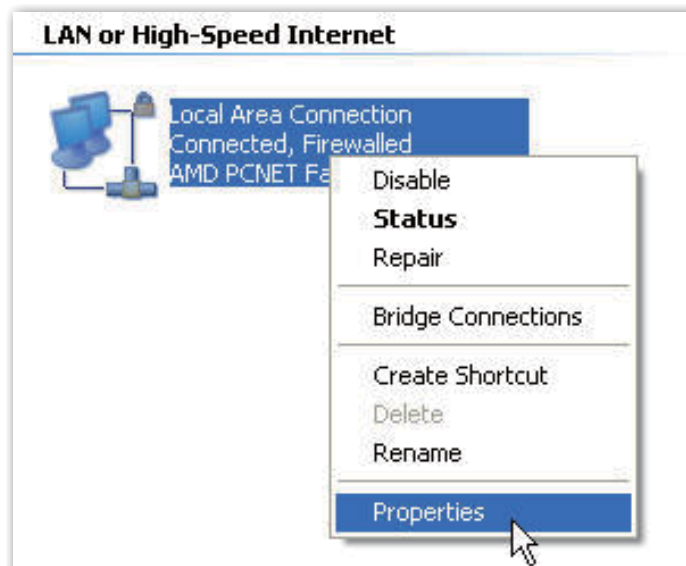 LAN or High-Speed Internet
Local Area Connection
Connected, Firewalled
AMD PCNET Fa
Disable
Status
Repair
Bridge Connections
Create Shortcut
Delete
Rename
Properties